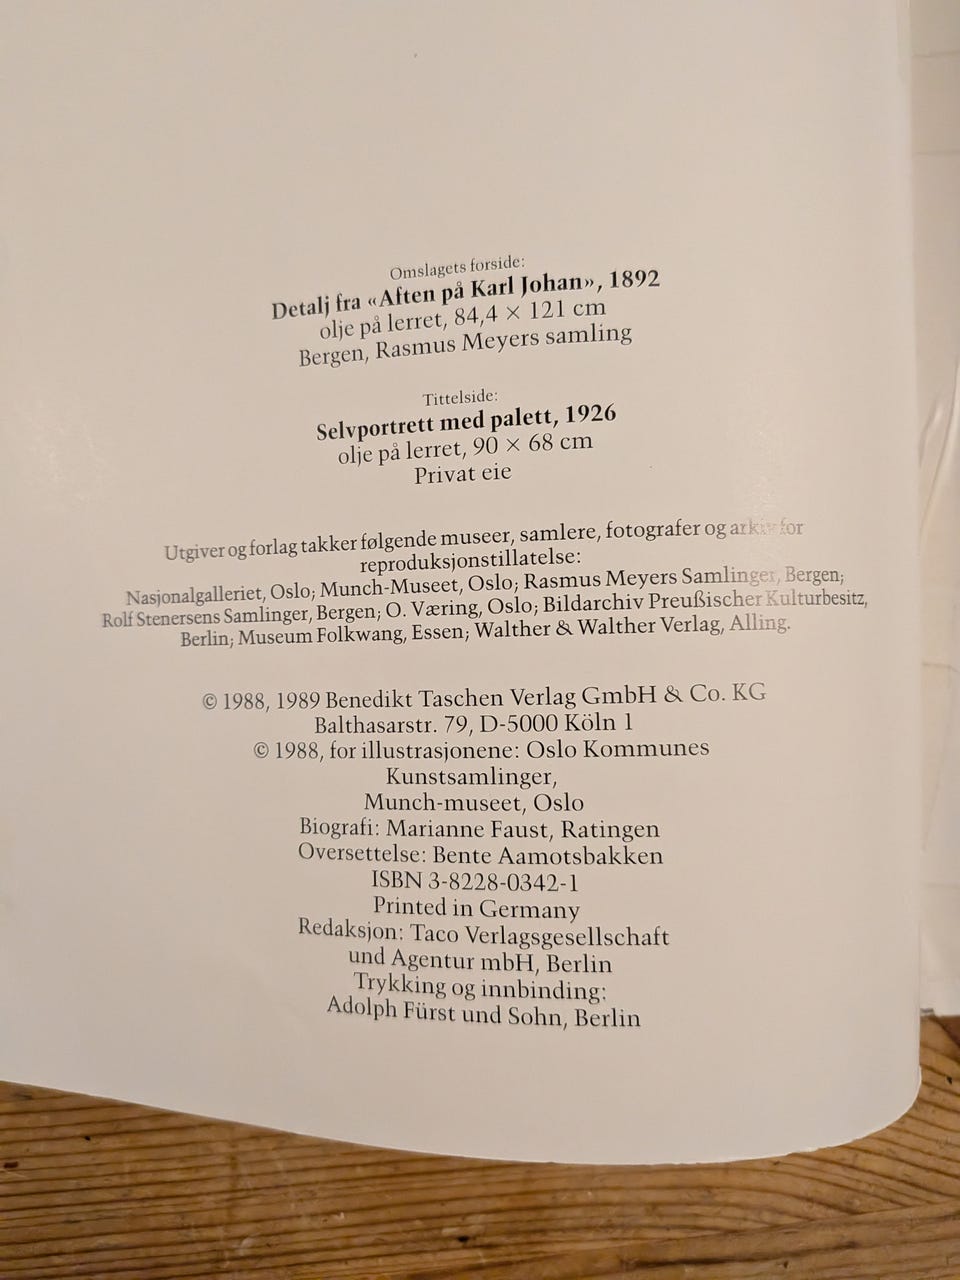 Omslagets forside:
Detalj fra «Aften på Karl Johan», 1892
olje på lerret, 84,4 × 121 cm
Bergen, Rasmus Meyers samling
Tittelside:
Selvportrett med palett, 1926
olje på lerret, 90 × 68 cm
Privat eie
Utgiver og forlag takker følgende museer, samlere, fotografer og arkiv for
reproduksjonstillatelse:
Nasjonalgalleriet, Oslo; Munch-Museet, Oslo; Rasmus Meyers Samlinger, Bergen;
Rolf Stenersens Samlinger, Bergen; O. Væring, Oslo; Bildarchiv Preußischer Kulturbesitz,
Berlin; Museum Folkwang, Essen; Walther & Walther Verlag, Alling.
© 1988, 1989 Benedikt Taschen Verlag GmbH & Co. KG
Balthasarstr. 79, D-5000 Köln 1
© 1988, for illustrasjonene: Oslo Kommunes
Kunstsamlinger,
Munch-museet, Oslo
Biografi: Marianne Faust, Ratingen
Oversettelse: Bente Aamotsbakken
ISBN 3-8228-0342-1
Printed in Germany
Redaksjon: Taco Verlagsgesellschaft
und Agentur mbH, Berlin
Trykking og innbinding:
Adolph Fürst und Sohn, Berlin